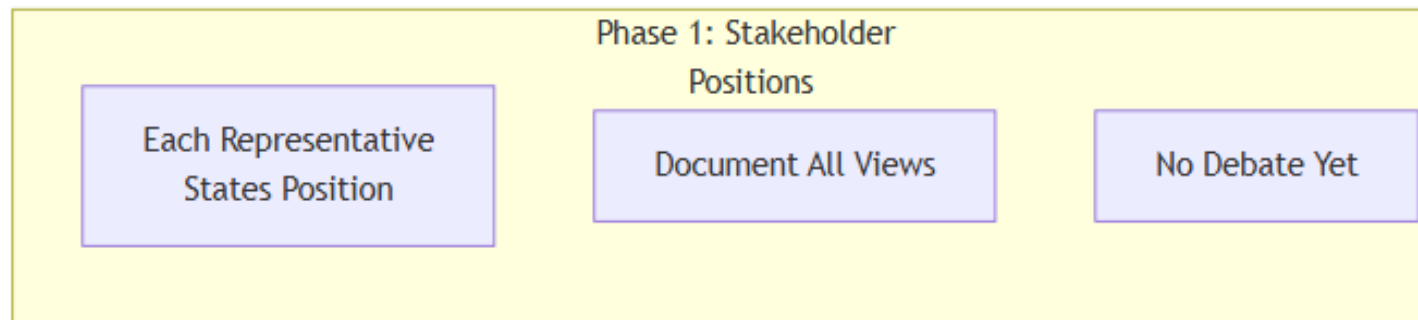 Phase 1: Stakeholder
Positions
Each Representative
States Position
Document All Views
No Debate Yet